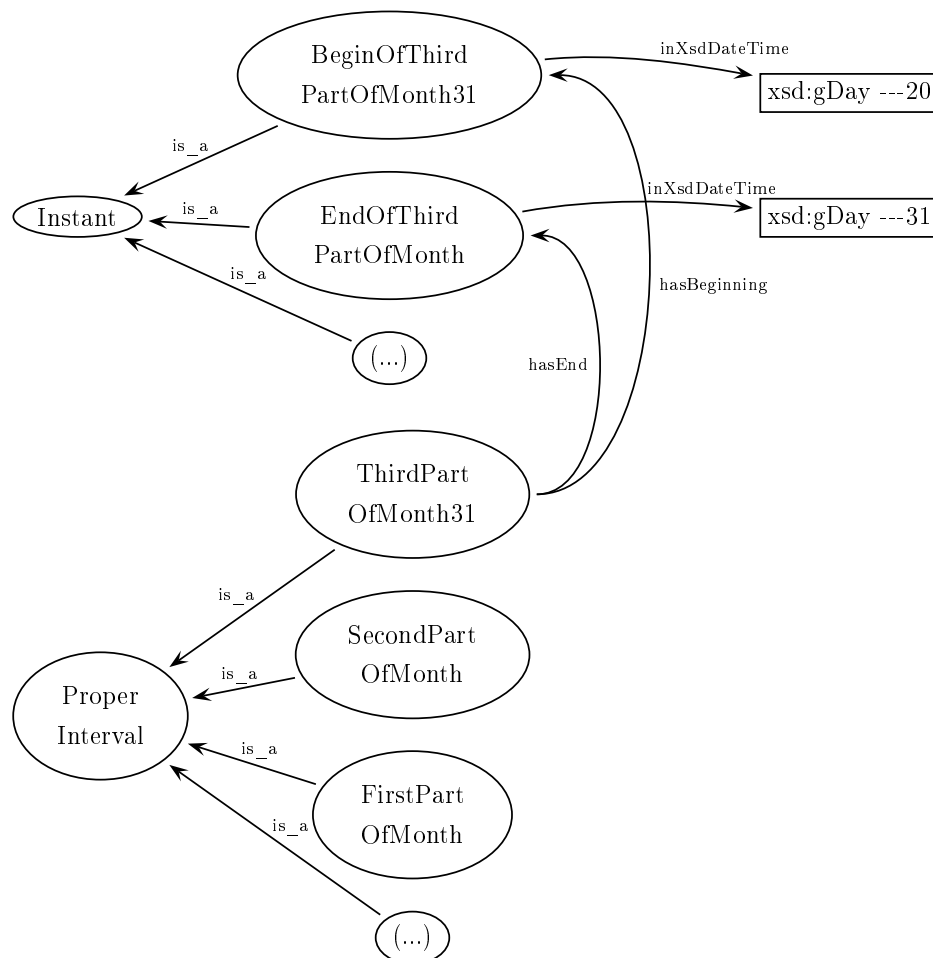 BeginOfThird
PartOfMonth31
inXsdDateTime
xsd:gDay ---20
is_a
Instant
is_a
EndOfThird
PartOfMonth
inXsdDateTime
xsd:gDay ---31
is_a
hasBeginning
(...)
hasEnd
ThirdPart
OfMonth31
is_a
SecondPart
OfMonth
is_a
Proper
Interval
is_a
FirstPart
OfMonth
is_a
(...)